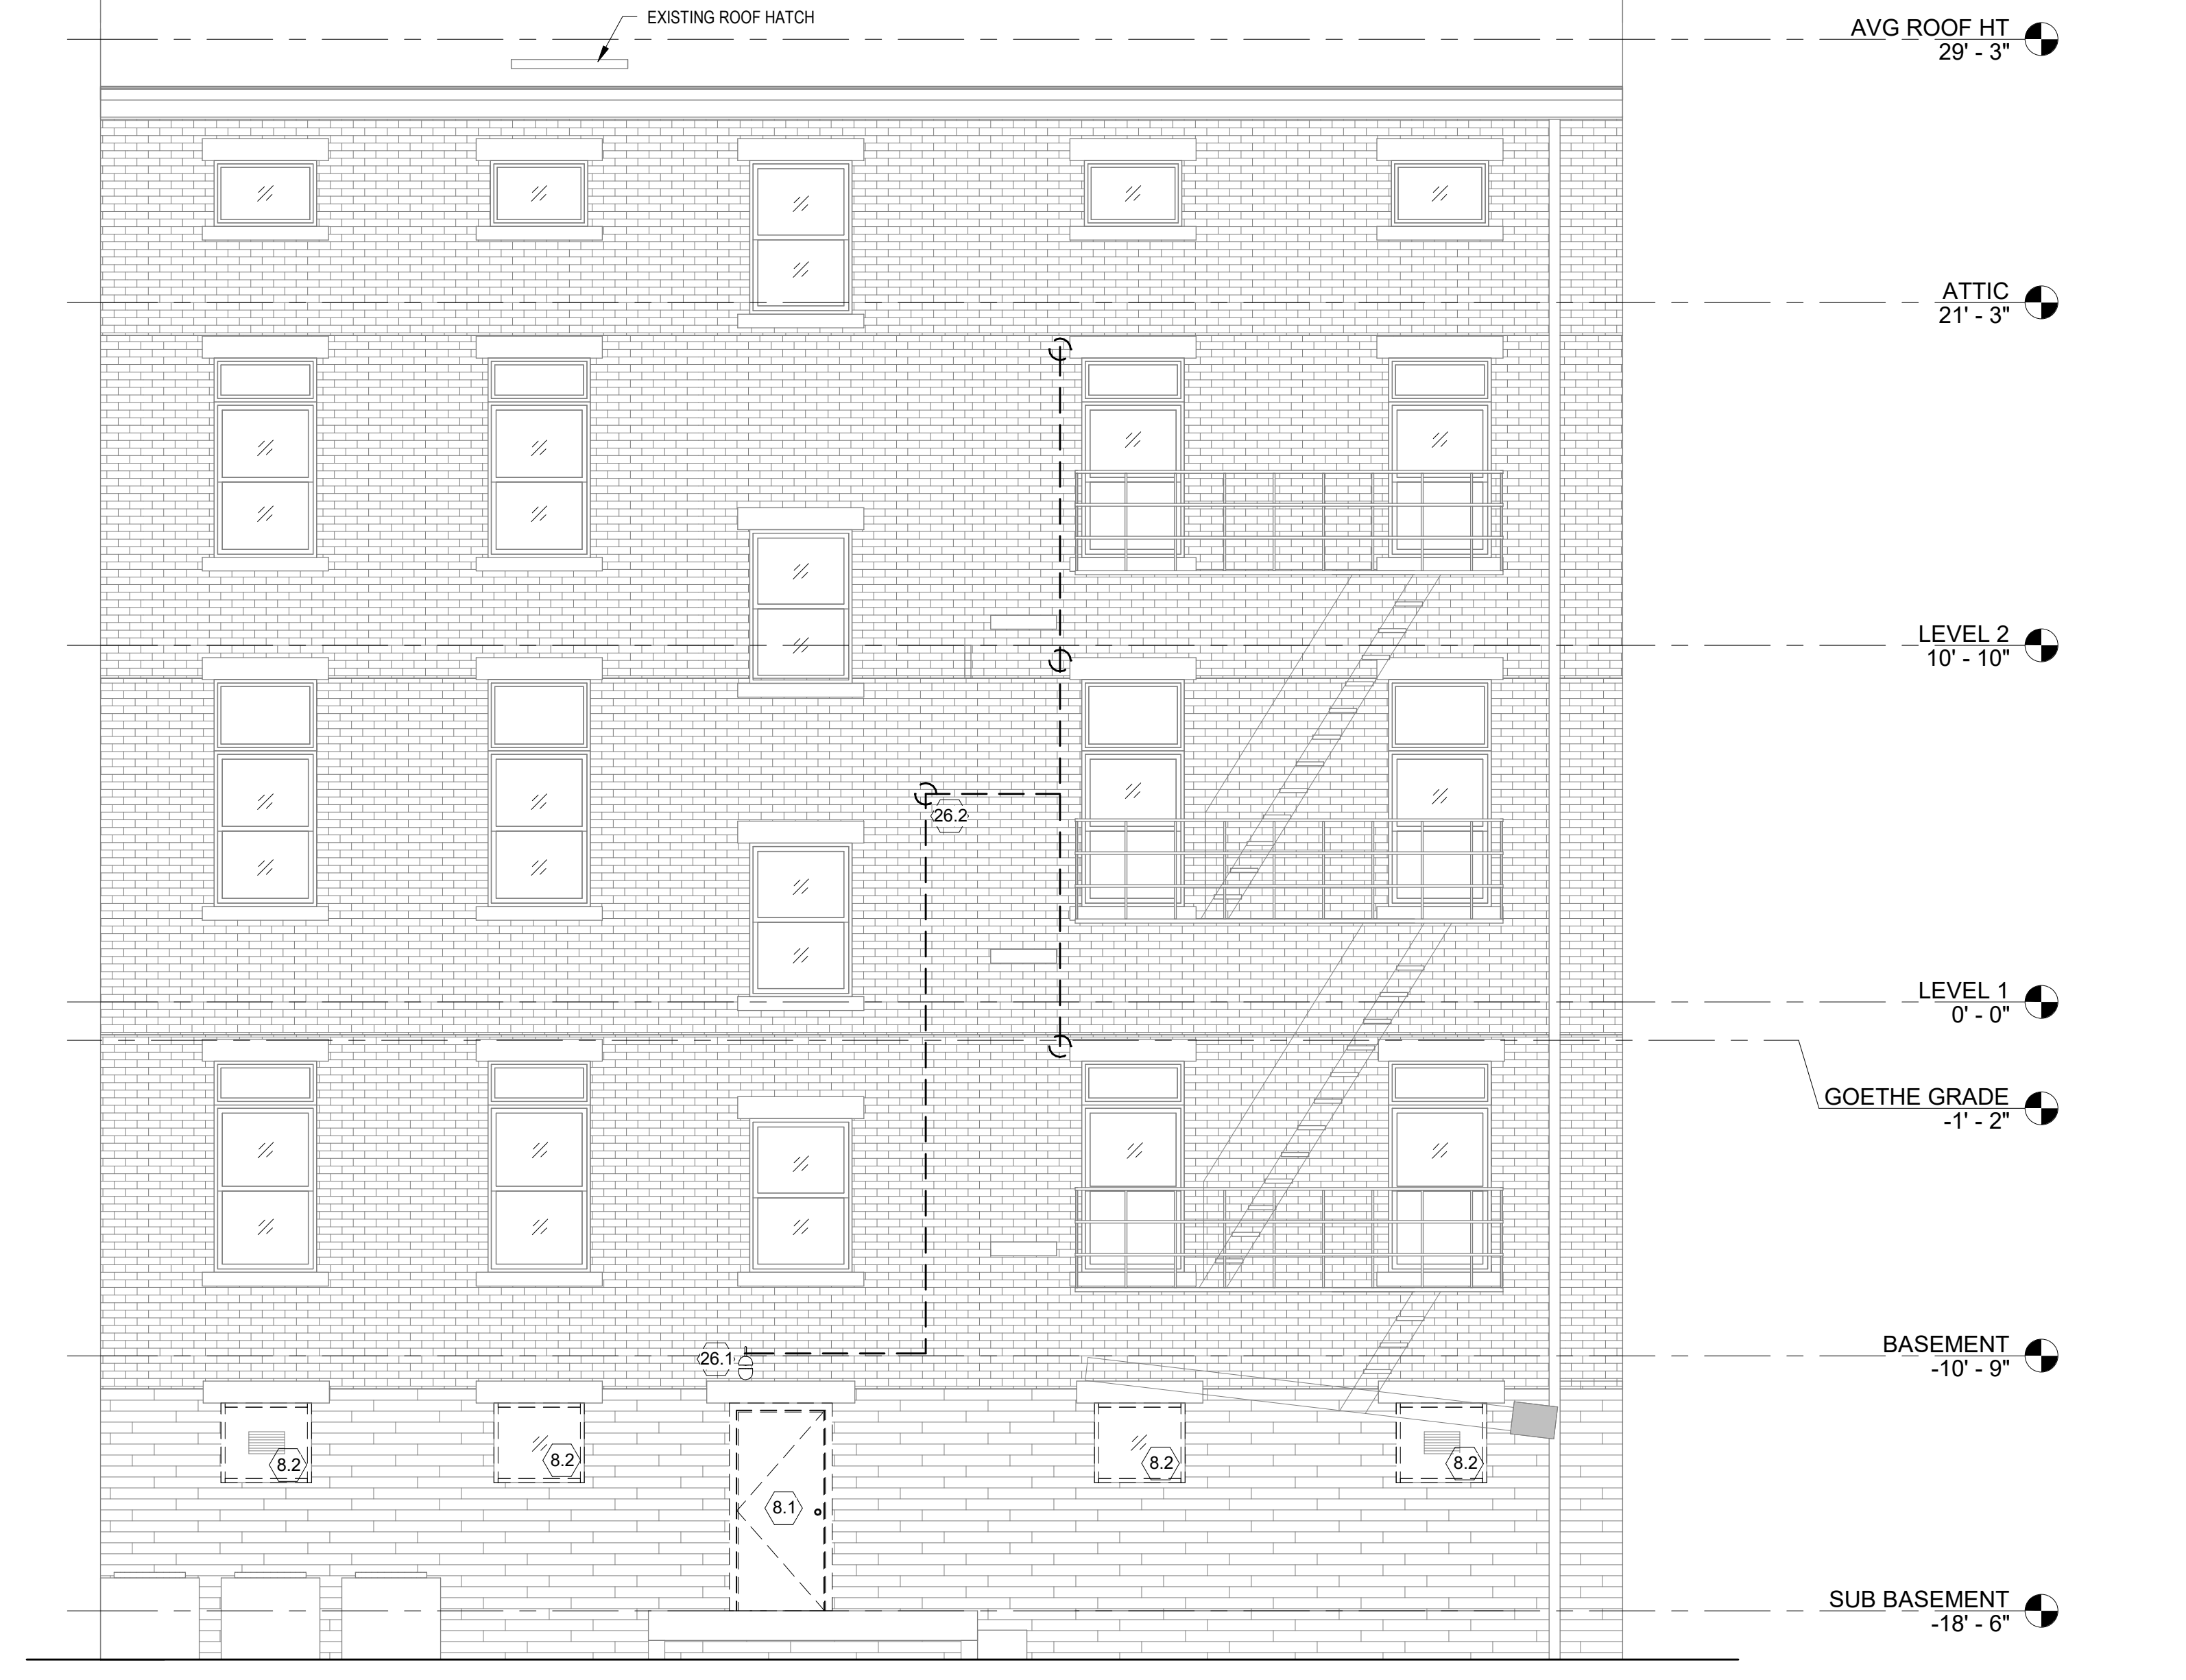 EXISTING ROOF HATCH
AVG ROOF HT
29' - 3"
ATTIC
21' - 3"
LEVEL 2
10' - 10"
26.2
LEVEL 1
0' - 0"
GOETHE GRADE
-1' - 2"
26.1
BASEMENT
-10' - 9"
8.2
8.2
8.2
8.2
8.1
SUB BASEMENT
-18' - 6"